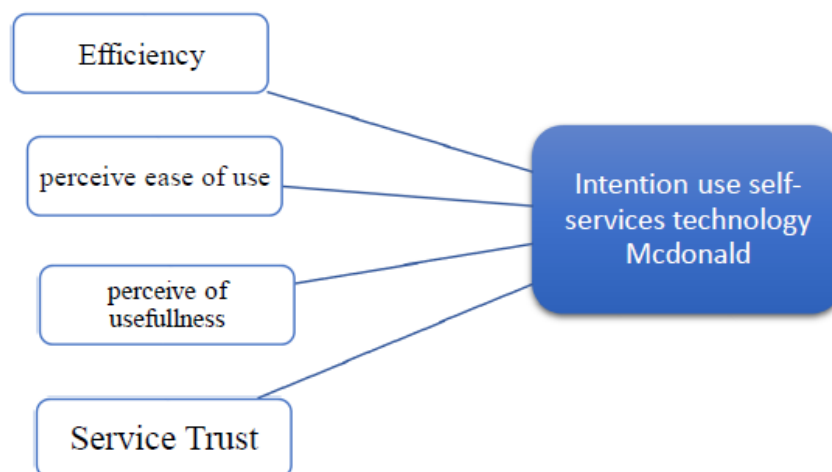 Efficiency
perceive ease of use
perceive of
usefullness
Service Trust
Intention use self-
services technology
Mcdonald